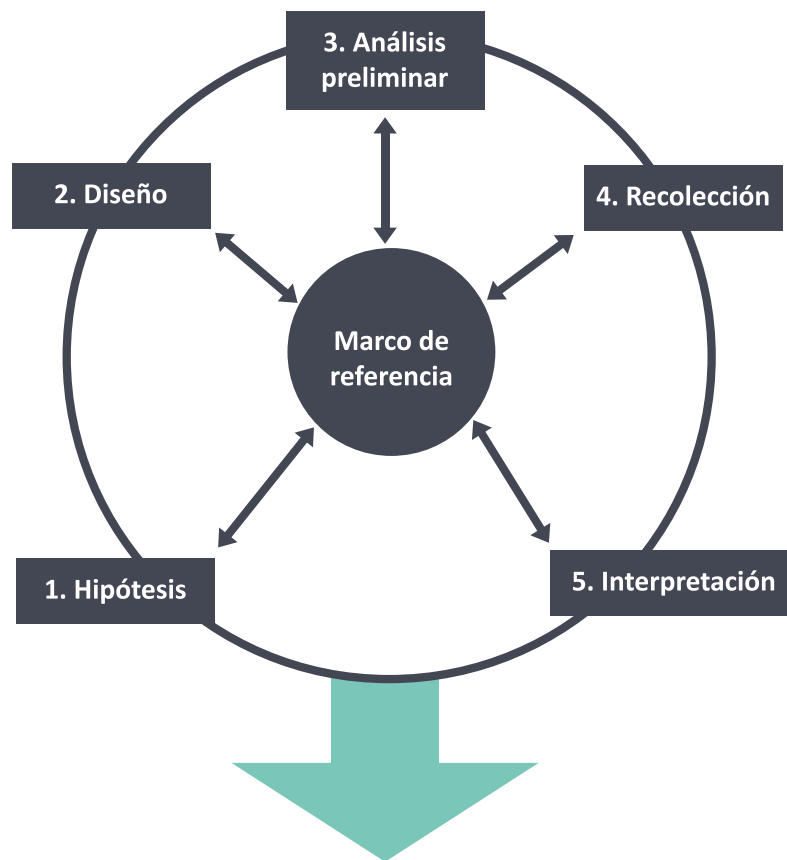 3. Análisis
preliminar
2. Diseño
4. Recolección
Marco de
referencia
1. Hipótesis
5. Interpretación